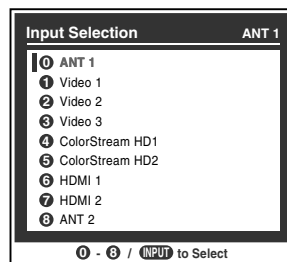 Input Selection ANT 1
0 ANT 1
1 Video 1
2 Video 2
3 Video 3
4 ColorStream HD1
5 ColorStream HD2
6 HDMI 1
7 HDMI 2
8 ANT 2
0 - 8 / INPUT to Select